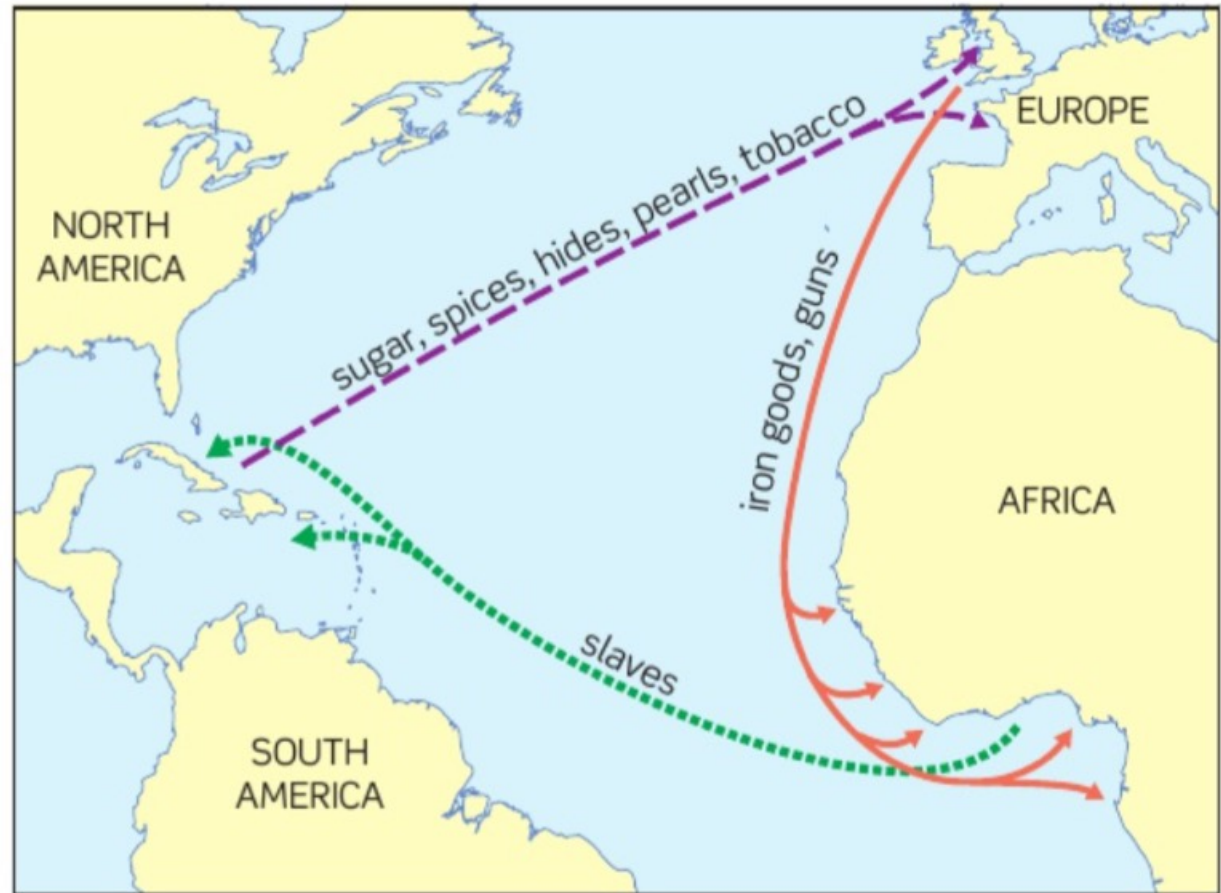 EUROPE
NORTH
AMERICA
sugar, spices, hides, pearls, tobacco
iron goods, guns
AFRICA
slaves
SOUTH
AMERICA